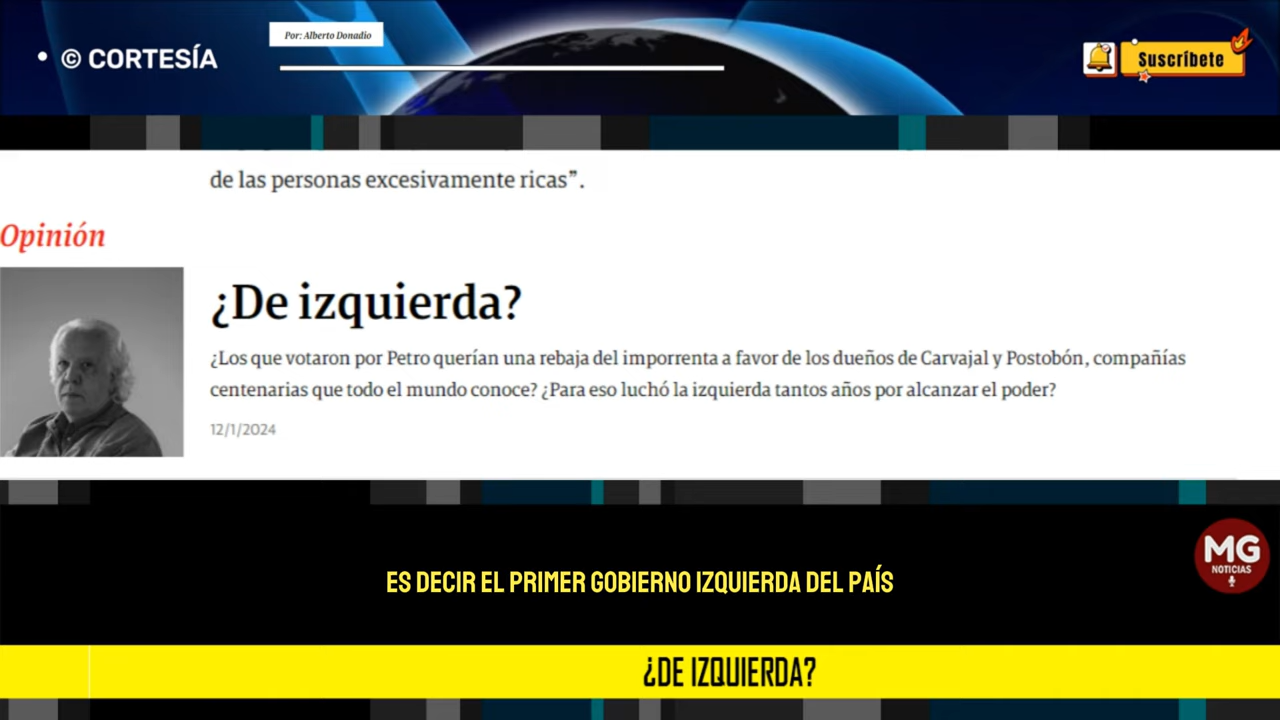 Por: Alberto Donadio
• © CORTESÍA
Suscríbete
de las personas excesivamente ricas”.
Opinión
¿De izquierda?
¿Los que votaron por Petro querían una rebaja del imporrenta a favor de los dueños de Carvajal y Postobón, compañías
centenarias que todo el mundo conoce? ¿Para eso luchó la izquierda tantos años por alcanzar el poder?
12/1/2024
MG
NOTICIAS
ES DECIR EL PRIMER GOBIERNO IZQUIERDA DEL PAÍS
¿DE IZQUIERDA?